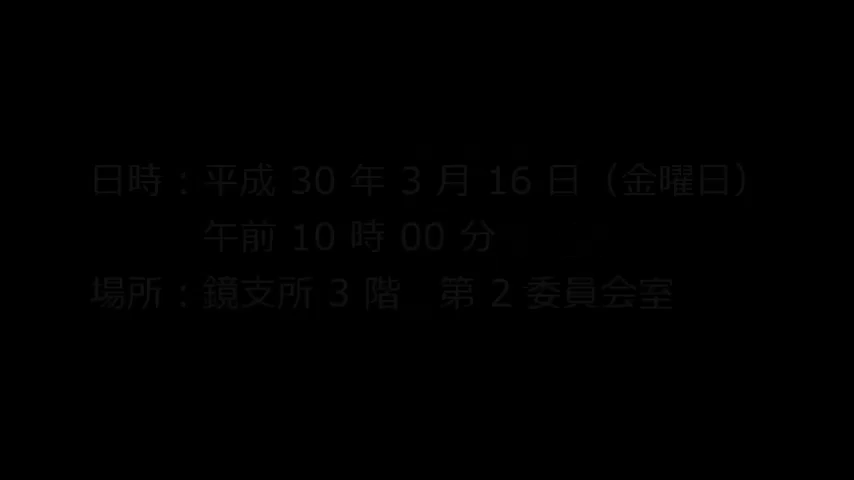 日時：平成 30 年 3 月 16 日（金曜日）
午前 10 時 00 分
場所：鏡支所 3 階　第 2 委員会室